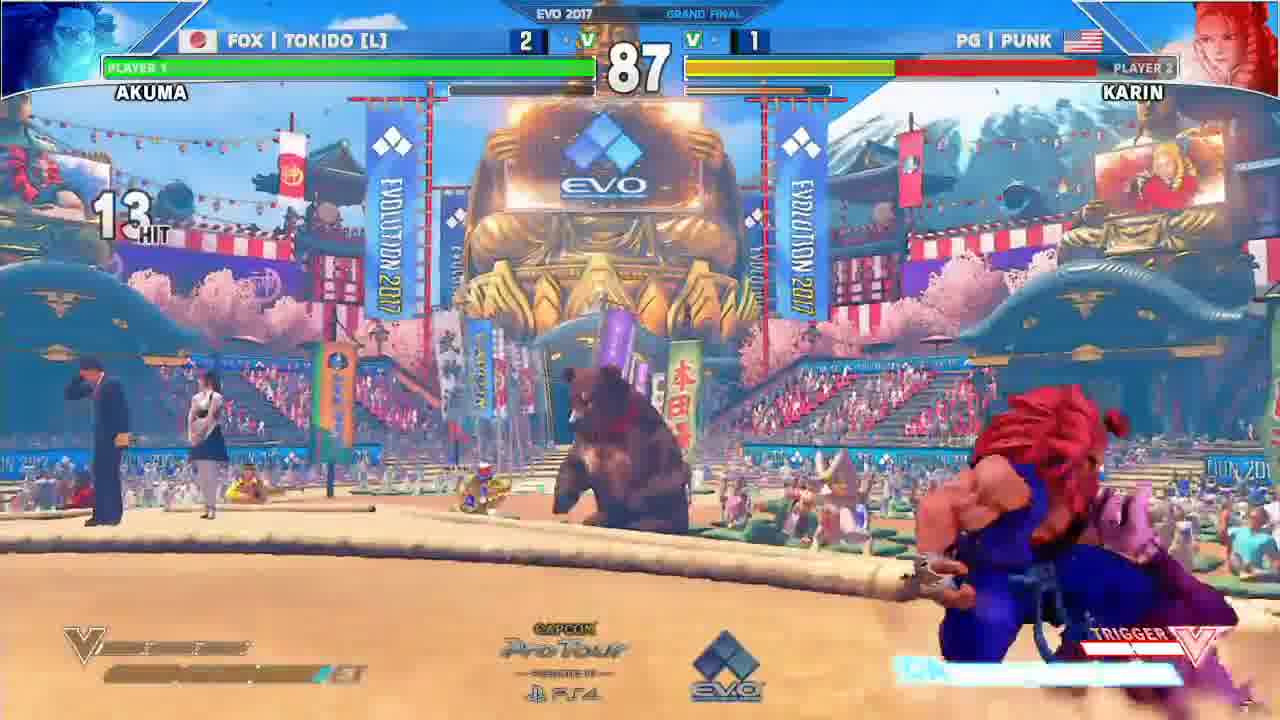 EVO 2017 GRAND FINAL
FOX | TOKIDO [L] 2 V 87 V 1 PG | PUNK
PLAYER 1 PLAYER 2
AKUMA KARIN
EVO
EVOLUTION 2017
EVOLUTION 2017
13 HIT
本田
TRIGGER
CAPCOM
Pro Tour
PS4
EVO